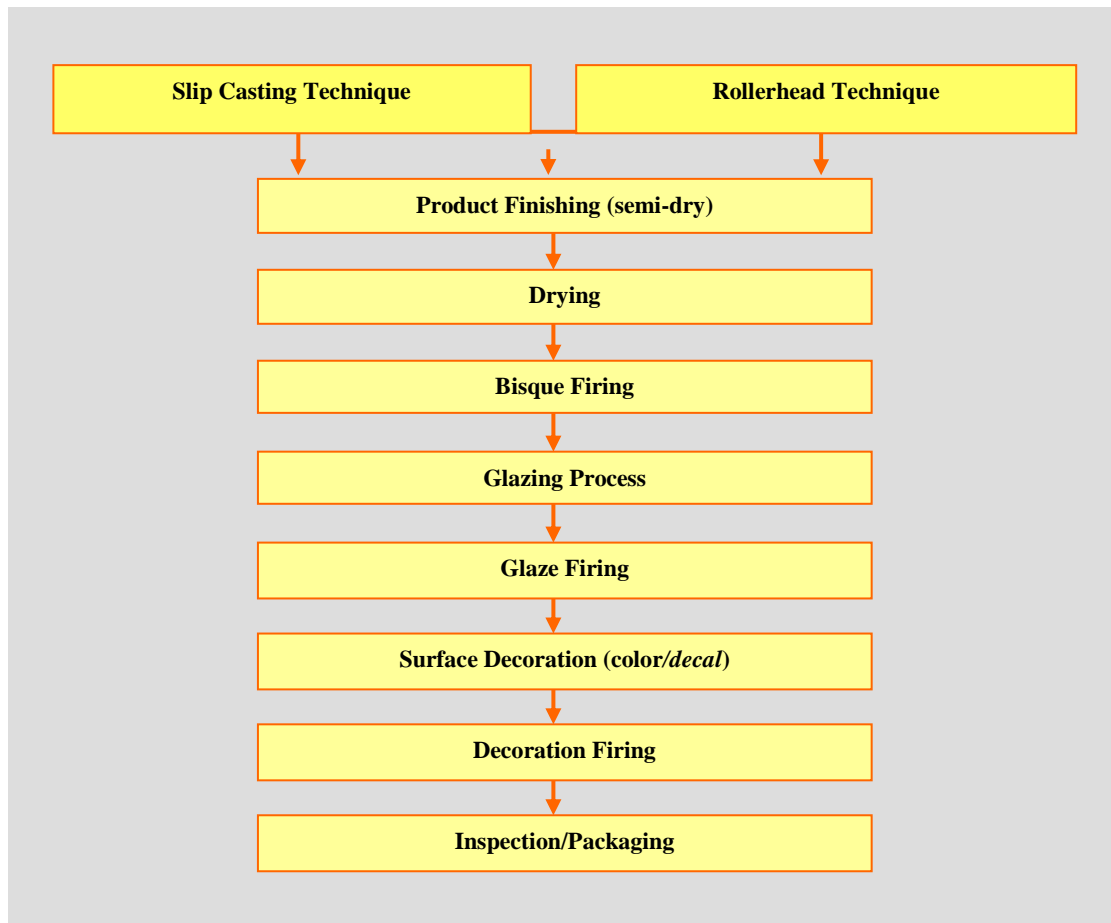 Slip Casting Technique
Rollerhead Technique
Product Finishing (semi-dry)
Drying
Bisque Firing
Glazing Process
Glaze Firing
Surface Decoration (color/decal)
Decoration Firing
Inspection/Packaging